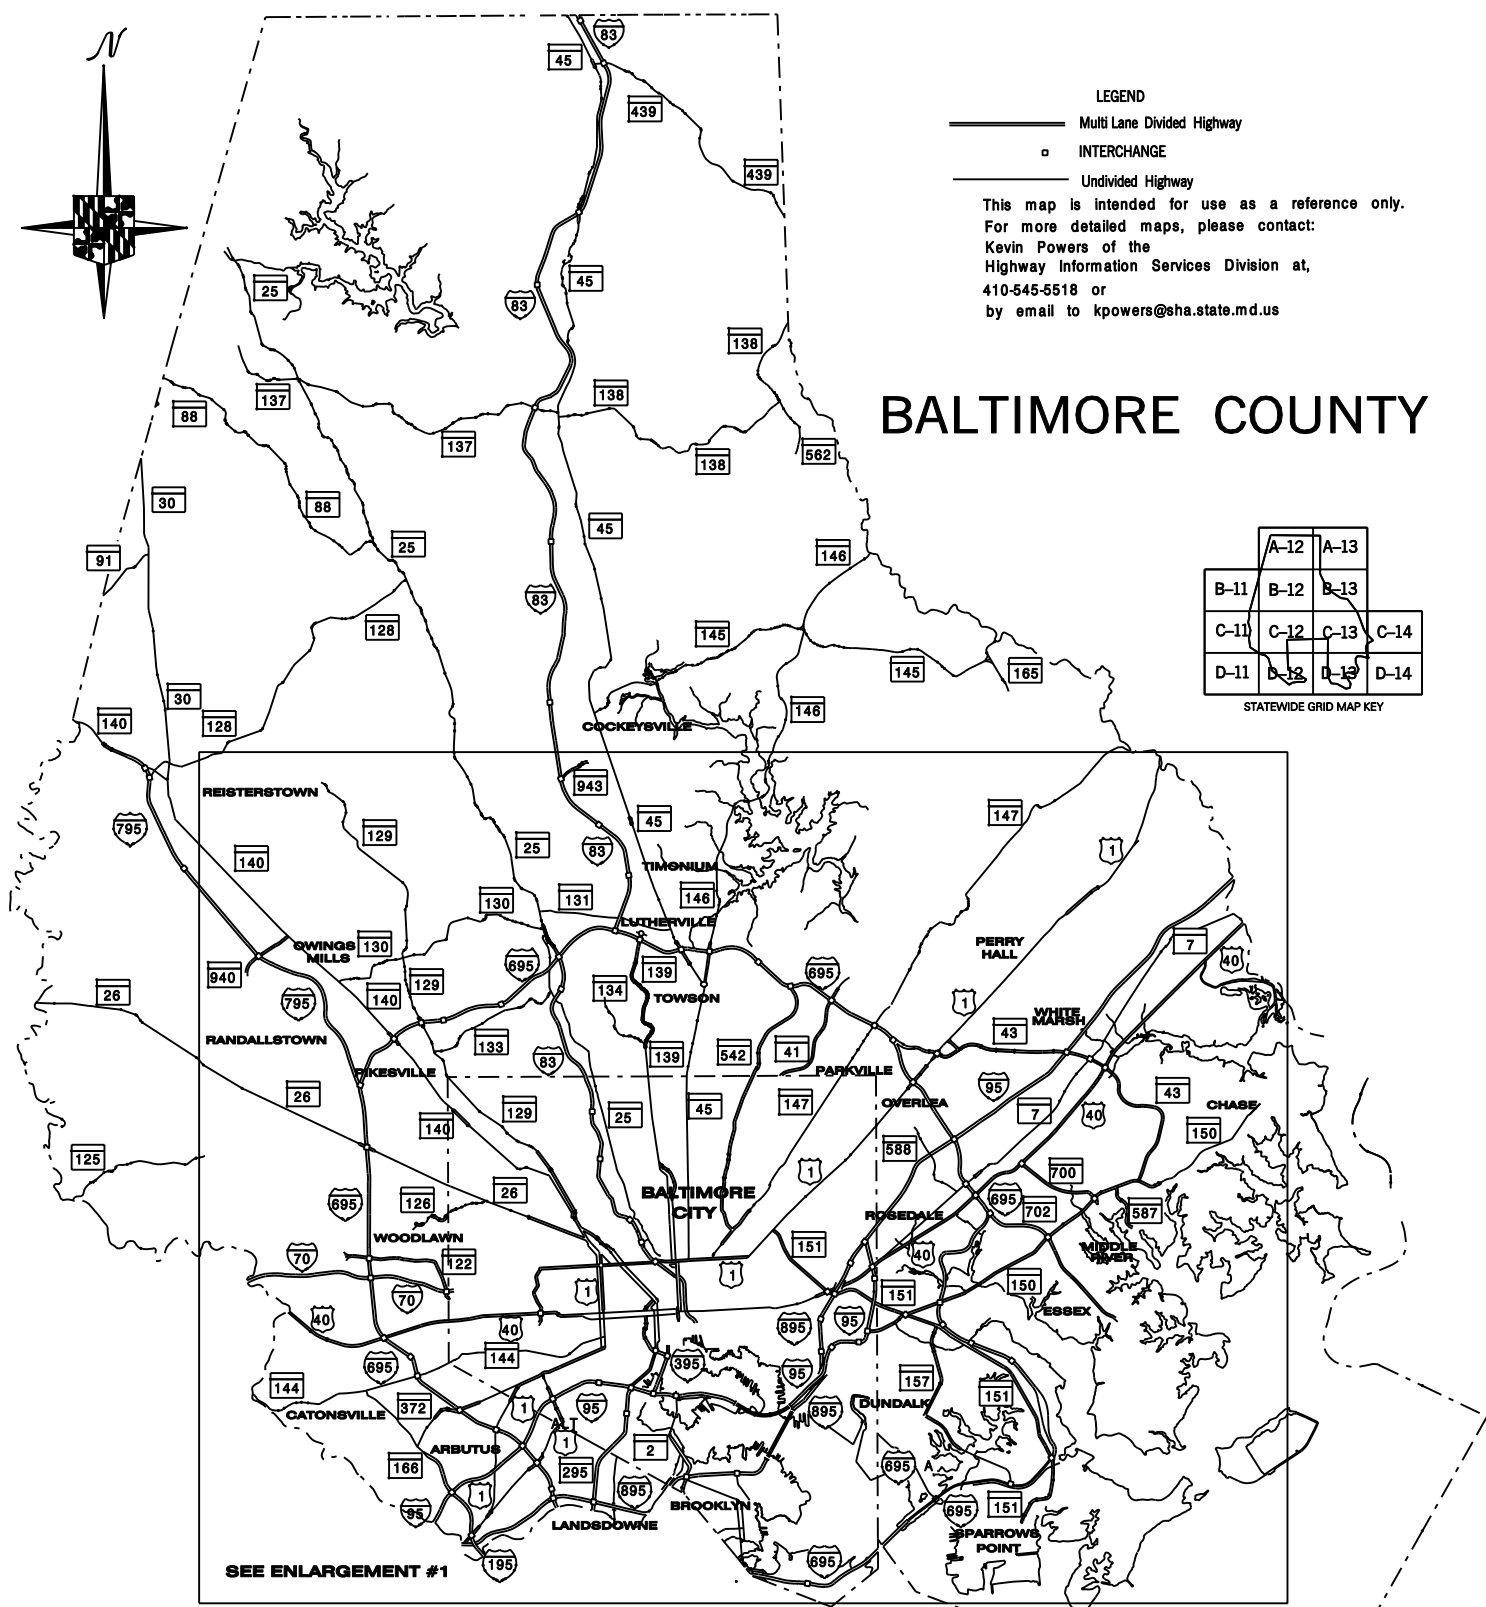 N
83
45
439
439
LEGEND
Multi Lane Divided Highway
INTERCHANGE
Undivided Highway
This map is intended for use as a reference only.
For more detailed maps, please contact:
Kevin Powers of the
Highway Information Services Division at,
410-545-5518 or
by email to kpowers@sha.state.md.us
25
45
83
138
BALTIMORE COUNTY
137
138
88
137
138
562
30
88
45
25
91
146
A-12
A-13
B-11
B-12
B-13
C-11
C-12
C-13
C-14
D-11
D-12
D-13
D-14
STATEWIDE GRID MAP KEY
83
128
145
145
165
30
140
128
146
COCKEYSVILLE
943
REISTERSTOWN
795
129
45
147
140
25
83
1
TIMONIUM
130
131
146
LUTHERVILLE
OWINGS
MILLS
130
PERRY
HALL
7
940
695
139
695
40
26
795
140
129
134
TOWSON
1
WHITE
MARSH
RANDALLSTOWN
133
83
139
542
41
43
PIKESVILLE
PARKVILLE
95
43
26
129
25
45
147
OVERLEA
7
40
CHASE
140
588
150
125
1
700
126
26
BALTIMORE
CITY
695
ROSEDALE
695
702
587
WOODLAWN
151
40
MIDDLE
RIVER
70
122
1
1
150
70
151
ESSEX
40
40
895
95
144
695
395
95
144
157
151
372
1
95
895
DUNDALK
CATONSVILLE
ALT
1
ARBUTUS
2
166
295
695
A
1
895
95
BROOKLYN
695
151
LANDSDOWNE
SPARROWS
POINT
195
695
SEE ENLARGEMENT #1